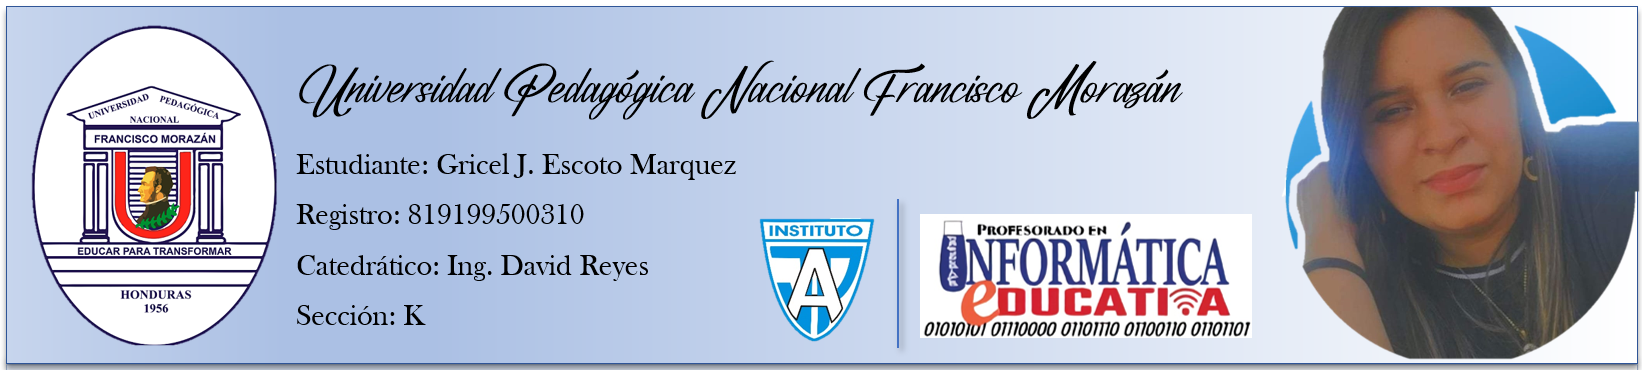 UNIVERSIDAD PEDAGÓGICA
NACIONAL
FRANCISCO MORAZÁN
EDUCAR PARA TRANSFORMAR
HONDURAS
1956
Universidad Pedagógica Nacional Francisco Morazán
Estudiante: Gricel J. Escoto Marquez
Registro: 819199500310
Catedrático: Ing. David Reyes
Sección: K
INSTITUTO
A
PROFESORADO EN
INFORMÁTICA
eDUCATIVA
01010101 01110000 01101110 01100110 01101101